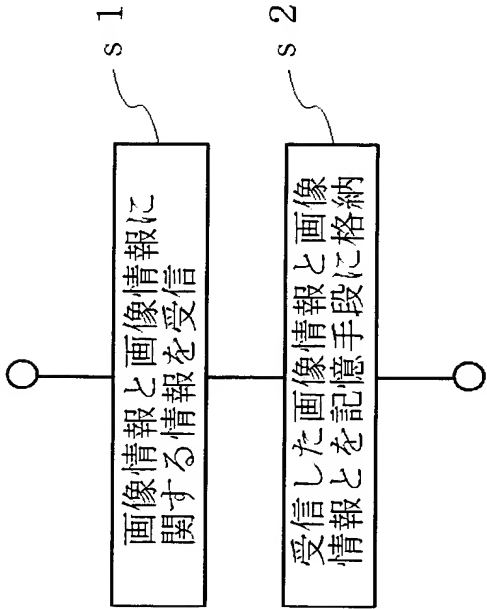 画像情報と画像情報に
関する情報を受信
s 1
受信した画像情報と画像
情報とを記憶手段に格納
s 2